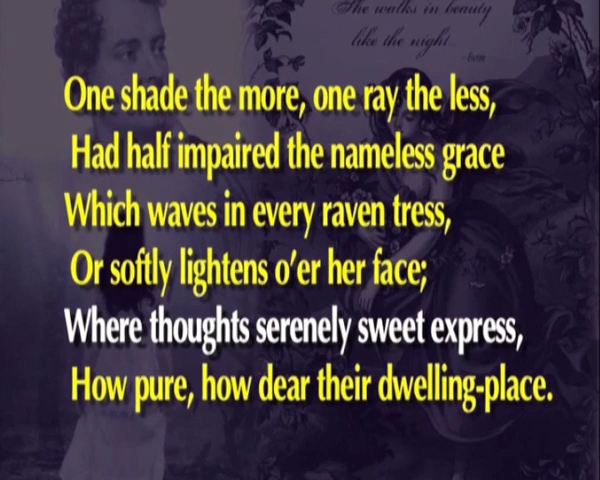 She walks in beauty
like the night...
One shade the more, one ray the less,
Had half impaired the nameless grace
Which waves in every raven tress,
Or softly lightens o'er her face;
Where thoughts serenely sweet express,
How pure, how dear their dwelling-place.